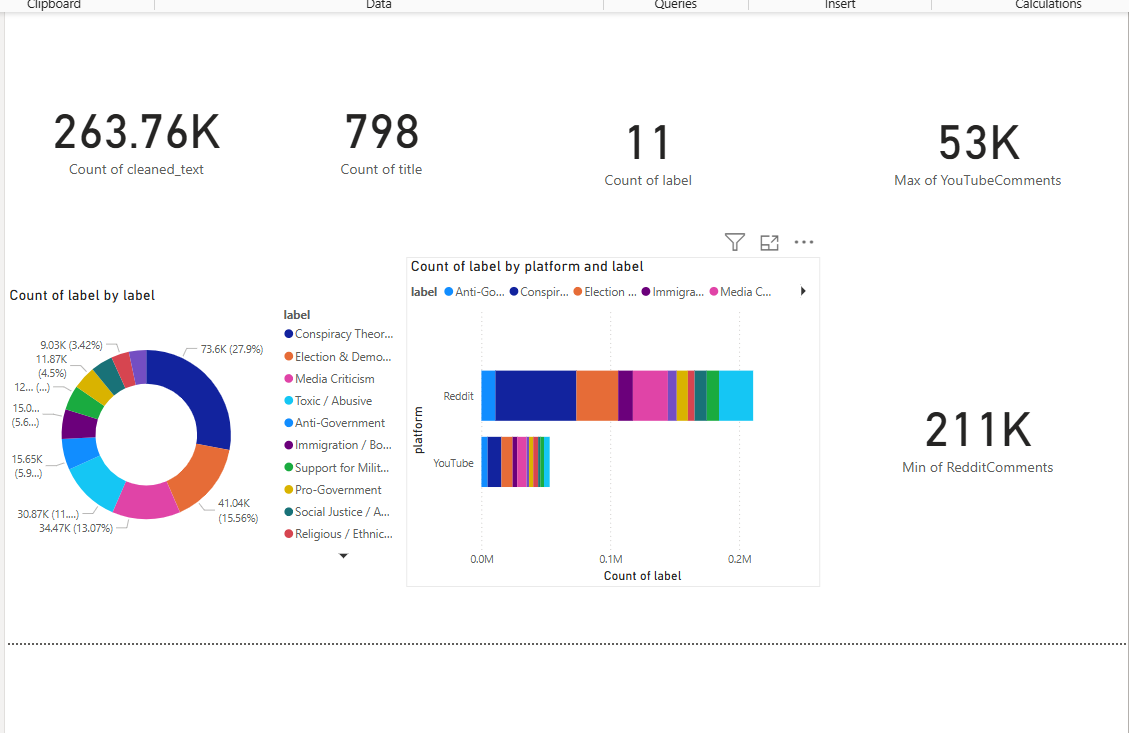 Clipboard
Data
Queries
Insert
Calculations
263.76K
Count of cleaned_text
798
Count of title
11
Count of label
53K
Max of YouTubeComments
Count of label by label
9.03K (3.42%)
11.87K
(4.5%)
12... (...)
15.0...
(5.6...)
15.65K
(5.9...)
30.87K (11....)
34.47K (13.07%)
73.6K (27.9%)
41.04K
(15.56%)
label
Conspiracy Theor...
Election & Demo...
Media Criticism
Toxic / Abusive
Anti-Government
Immigration / Bo...
Support for Milit...
Pro-Government
Social Justice / A...
Religious / Ethnic...
Count of label by platform and label
label Anti-Go... Conspir... Election ... Immigra... Media C...
platform
Reddit
YouTube
0.0M 0.1M 0.2M
Count of label
211K
Min of RedditComments